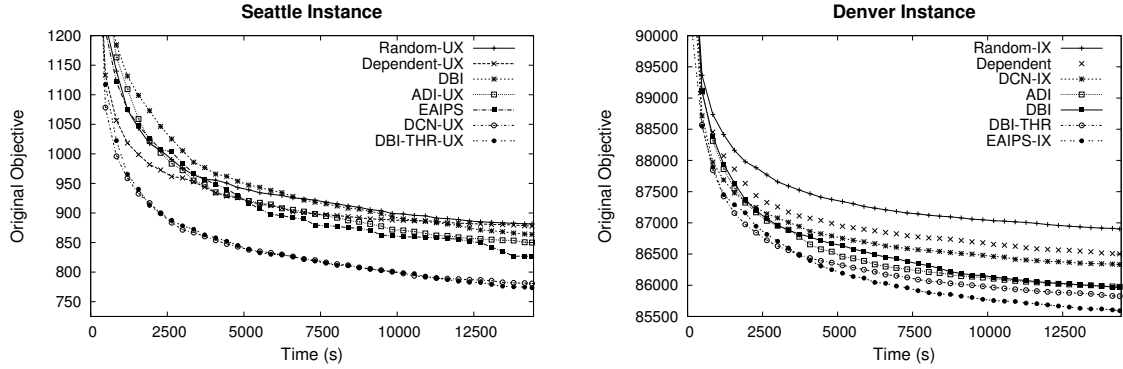 Seattle Instance
Original Objective
1200
1150
1100
1050
1000
950
900
850
800
750
0
2500
5000
7500
10000
12500
Time (s)
Random-UX
Dependent-UX
DBI
ADI-UX
EAIPS
DCN-UX
DBI-THR-UX
Denver Instance
Original Objective
90000
89500
89000
88500
88000
87500
87000
86500
86000
85500
0
2500
5000
7500
10000
12500
Time (s)
Random-IX
Dependent
DCN-IX
ADI
DBI
DBI-THR
EAIPS-IX